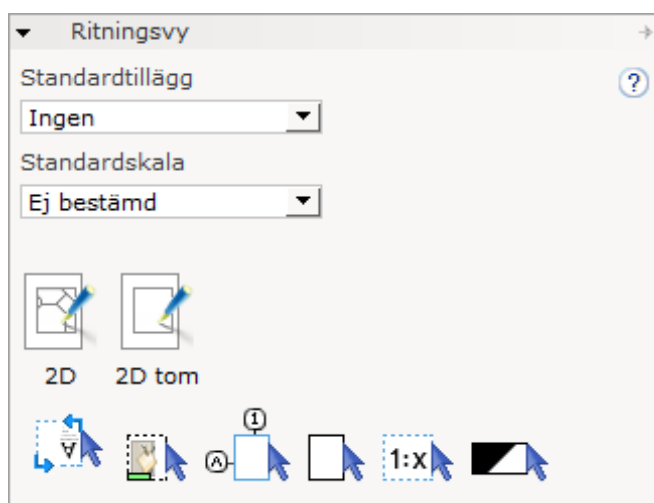 Ritningsvy
Standardtillägg
?
Ingen
Standardskala
Ej bestämd
2D 2D tom
A 1 A 1:X